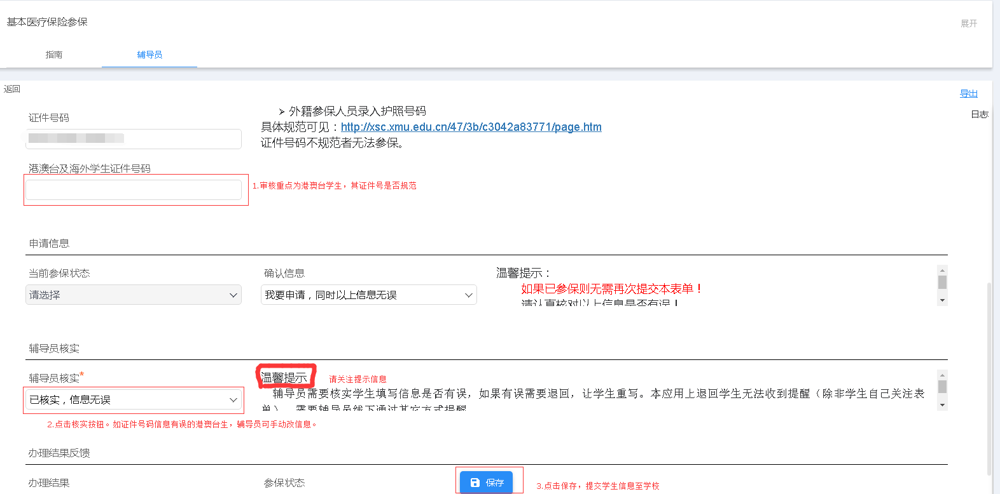 基本医疗保险参保
展开
指南
辅导员
返回
导出
日志
证件号码
➢ 外籍参保人员录入护照号码
具体规范可见：http://xsc.xmu.edu.cn/47/3b/c3042a83771/page.htm
证件号码不规范者无法参保。
港澳台及海外学生证件号码
1.审核重点为港澳台学生，其证件号是否规范
申请信息
当前参保状态
请选择
确认信息
我要申请，同时以上信息无误
温馨提示：
如果已参保则无需再次提交本表单！
请认真核对以上信息是否有误！
辅导员核实
辅导员核实*
已核实，信息无误
温馨提示
请关注提示信息
辅导员需要核实学生填写信息是否有误，如果有误需要退回，让学生重写。本应用上退回学生无法收到提醒（除非学生自己关注表
单），需要辅导员线下通过其它方式提醒
2.点击核实按钮。如证件号码信息有误的港澳台生，辅导员可手动改信息。
办理结果反馈
办理结果
参保状态
保存
3.点击保存，提交学生信息至学校